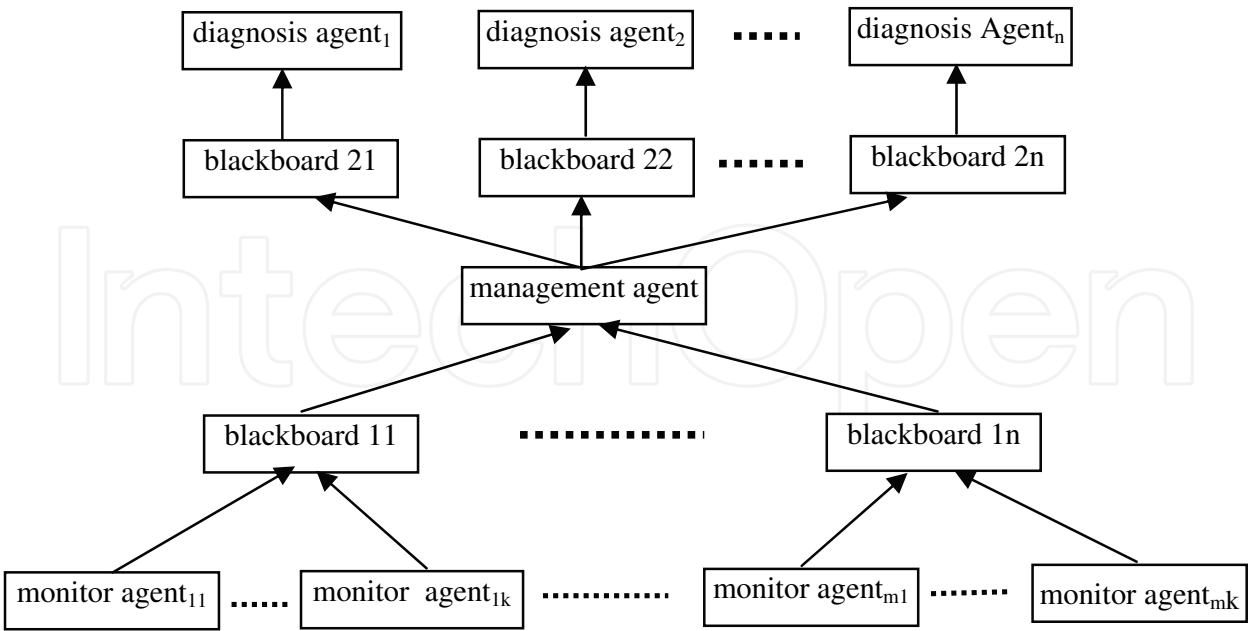 diagnosis agent₁
diagnosis agent₂
diagnosis Agentₙ
blackboard 21
blackboard 22
blackboard 2n
management agent
IntechOpen
blackboard 11
blackboard 1n
monitor agent₁₁
monitor agent₁ₖ
monitor agentₘ₁
monitor agentₘₖ